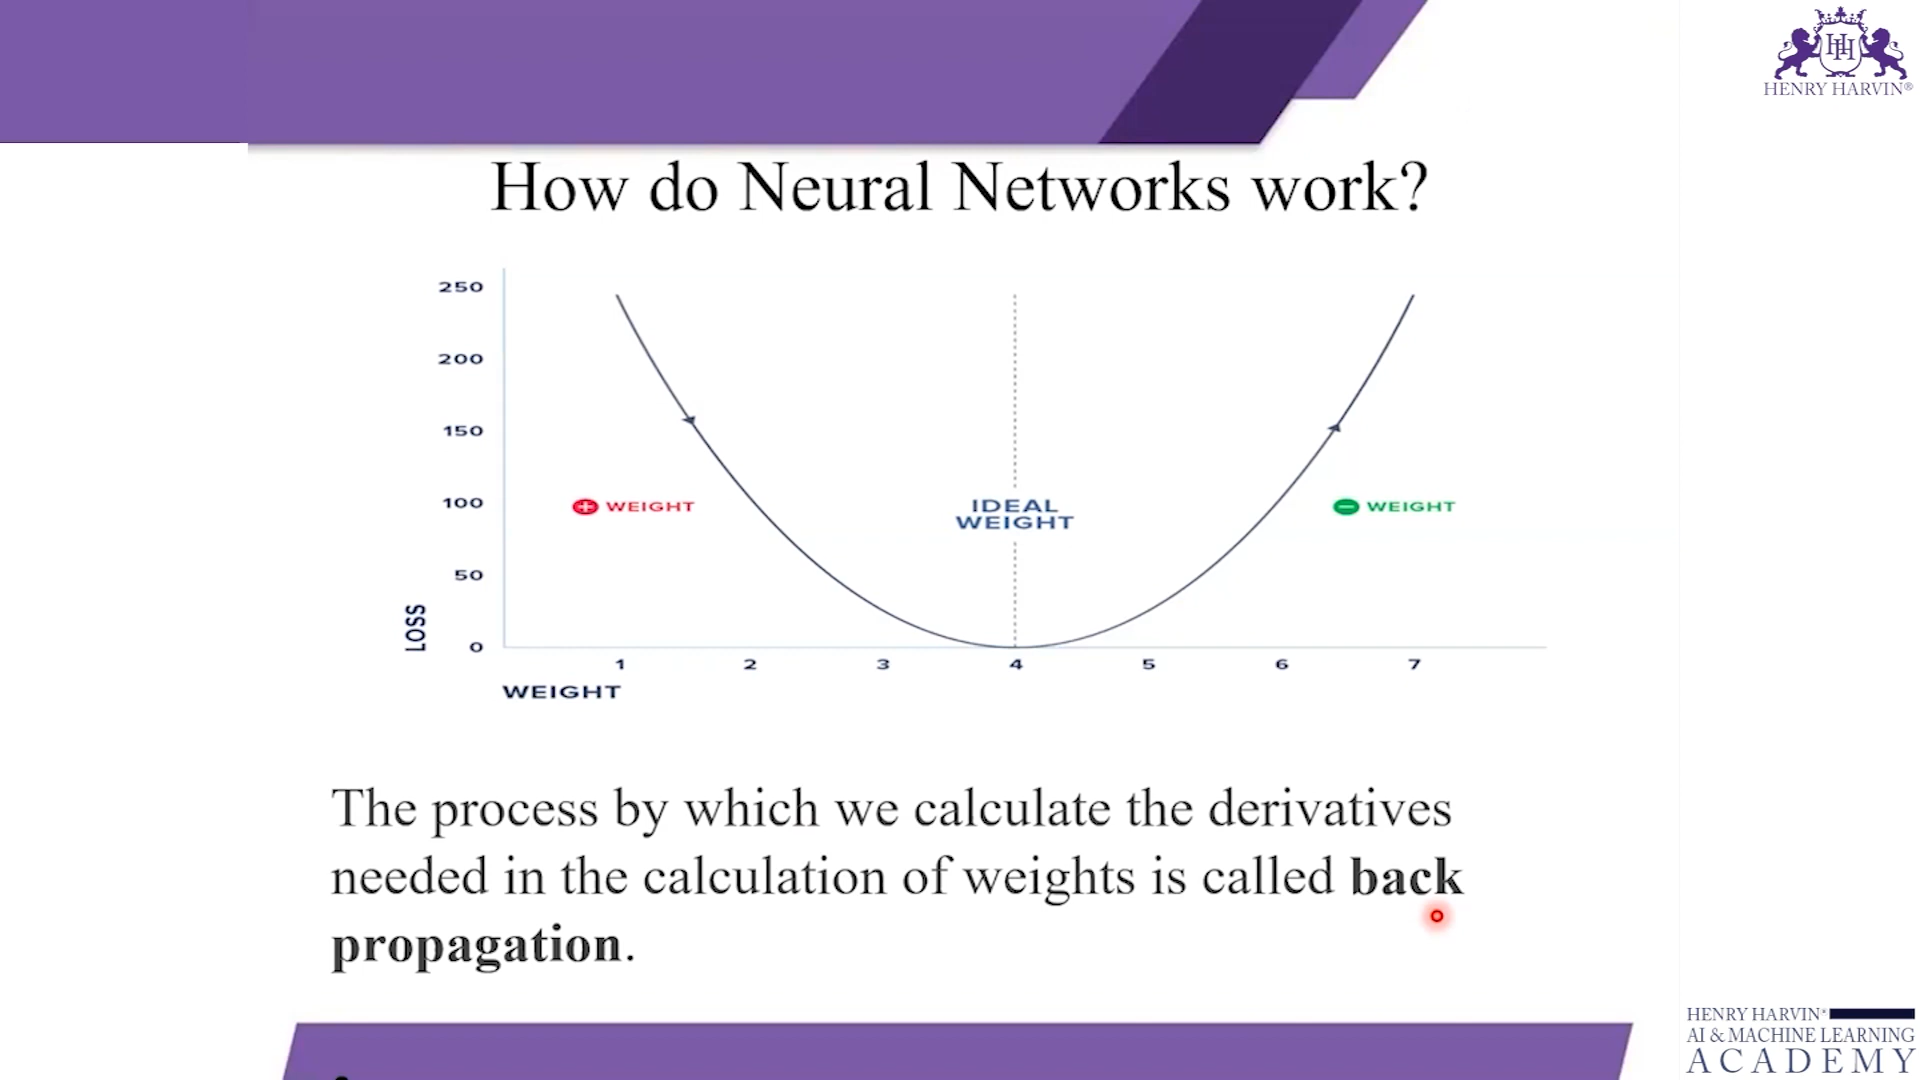 HENRY HARVIN®
How do Neural Networks work?
250
200
150
100
50
0
LOSS
WEIGHT
IDEAL
WEIGHT
WEIGHT
1 2 3 4 5 6 7
WEIGHT
The process by which we calculate the derivatives
needed in the calculation of weights is called back
propagation.
HENRY HARVIN®
AI & MACHINE LEARNING
ACADEMY